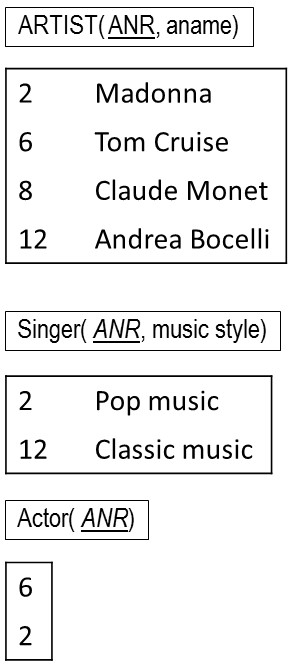 ARTIST( ANR, aname)
2 Madonna
6 Tom Cruise
8 Claude Monet
12 Andrea Bocelli
Singer( ANR, music style)
2 Pop music
12 Classic music
Actor( ANR)
6
2